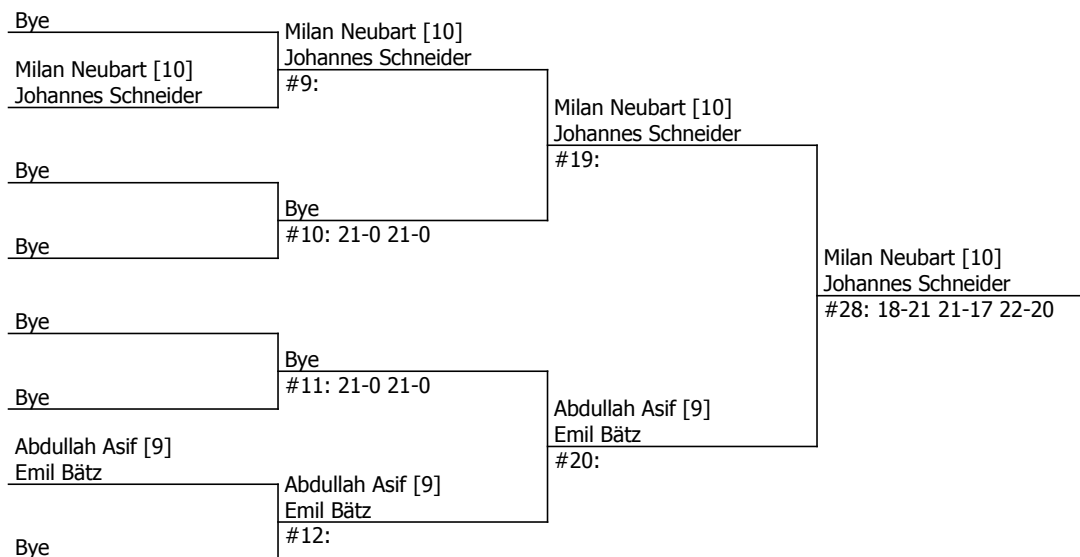 Bye
Milan Neubart [10]
Johannes Schneider
Milan Neubart [10]
Johannes Schneider
#9:
Milan Neubart [10]
Johannes Schneider
#19:
Bye
Bye
Bye
#10: 21-0 21-0
Milan Neubart [10]
Johannes Schneider
#28: 18-21 21-17 22-20
Bye
Bye
Bye
#11: 21-0 21-0
Abdullah Asif [9]
Emil Bätz
#20:
Abdullah Asif [9]
Emil Bätz
Abdullah Asif [9]
Emil Bätz
#12:
Bye